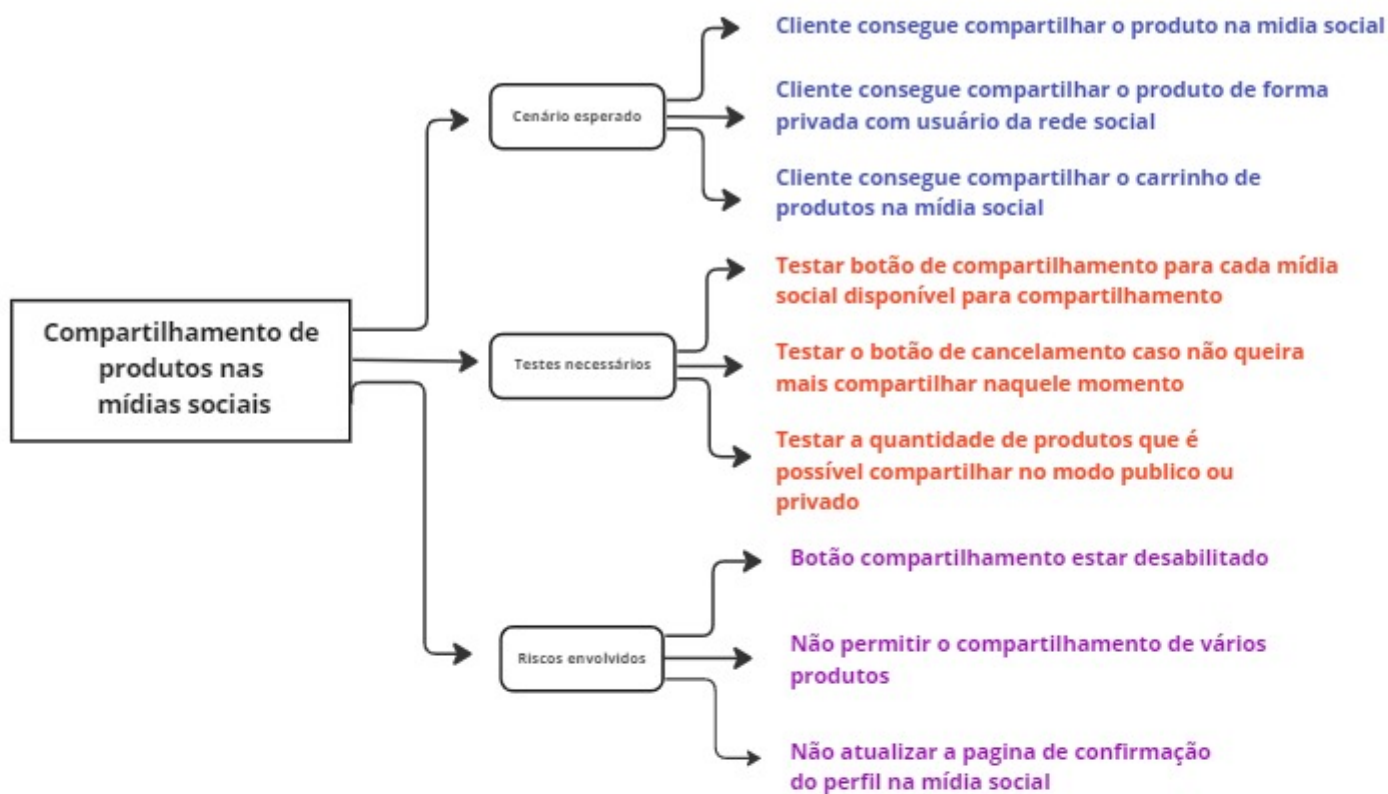 Compartilhamento de
produtos nas
mídias sociais
Cenário esperado
Cliente consegue compartilhar o produto na midia social
Cliente consegue compartilhar o produto de forma
privada com usuário da rede social
Cliente consegue compartilhar o carrinho de
produtos na mídia social
Testes necessários
Testar botão de compartilhamento para cada mídia
social disponível para compartilhamento
Testar o botão de cancelamento caso não queira
mais compartilhar naquele momento
Testar a quantidade de produtos que é
possível compartilhar no modo publico ou
privado
Riscos envolvidos
Botão compartilhamento estar desabilitado
Não permitir o compartilhamento de vários
produtos
Não atualizar a pagina de confirmação
do perfil na mídia social